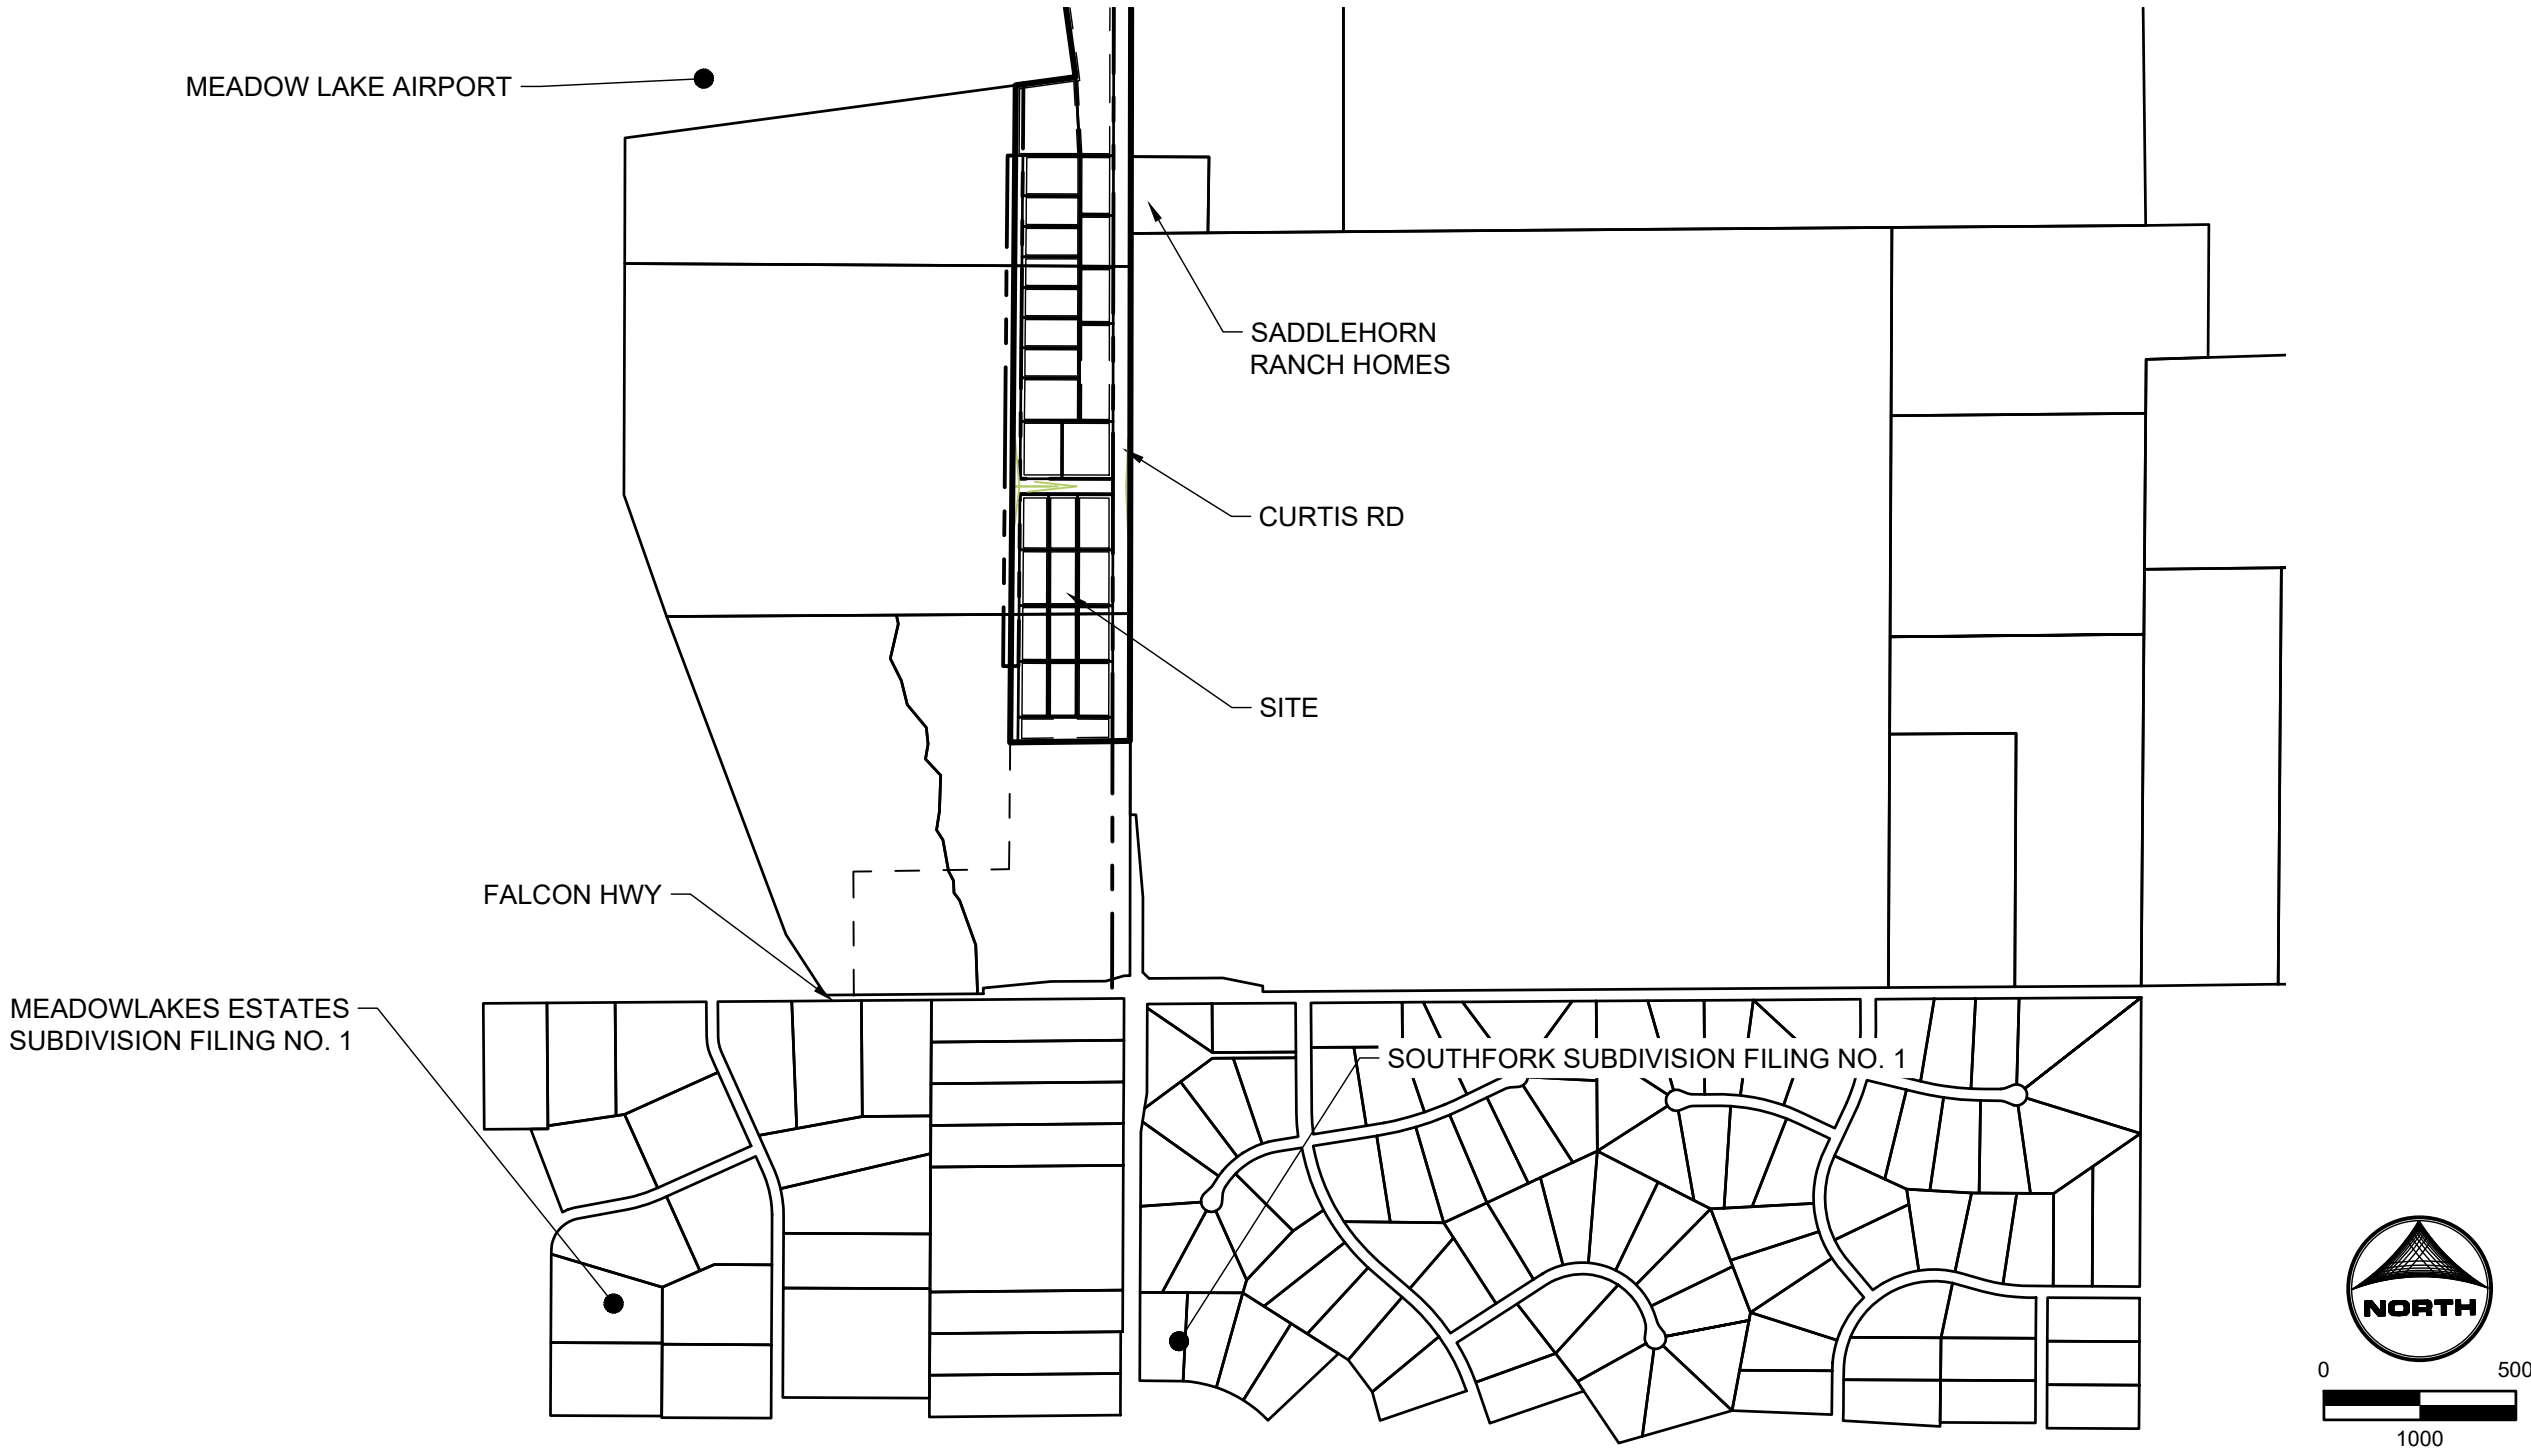 MEADOW LAKE AIRPORT
SADDLEHORN
RANCH HOMES
CURTIS RD
SITE
FALCON HWY
MEADOWLAKES ESTATES
SUBDIVISION FILING NO. 1
SOUTHFORK SUBDIVISION FILING NO. 1
NORTH
0 500
1000